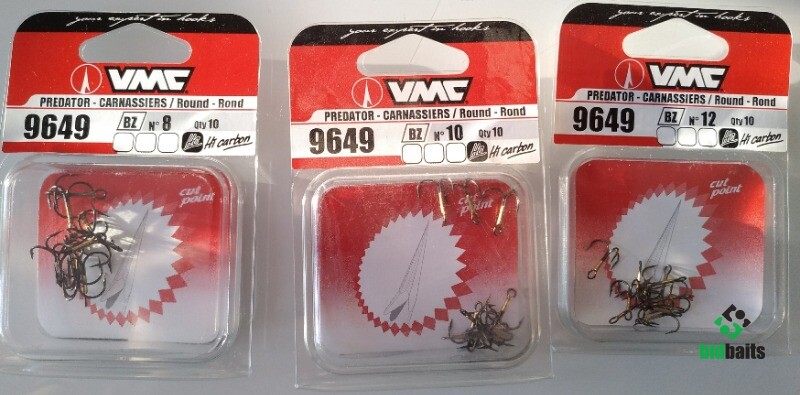 your expert in hooks
VMC
PREDATOR - CARNASSIERS / Round - Rond
9649
BZ N° 8 Qty 10
Hi carbon
cut
point
your expert in hooks
VMC
PREDATOR - CARNASSIERS / Round - Rond
9649
BZ N° 10 Qty 10
Hi carbon
cut
point
your expert in hooks
VMC
PREDATOR - CARNASSIERS / Round - Rond
9649
BZ N° 12 Qty 10
Hi carbon
cut
point